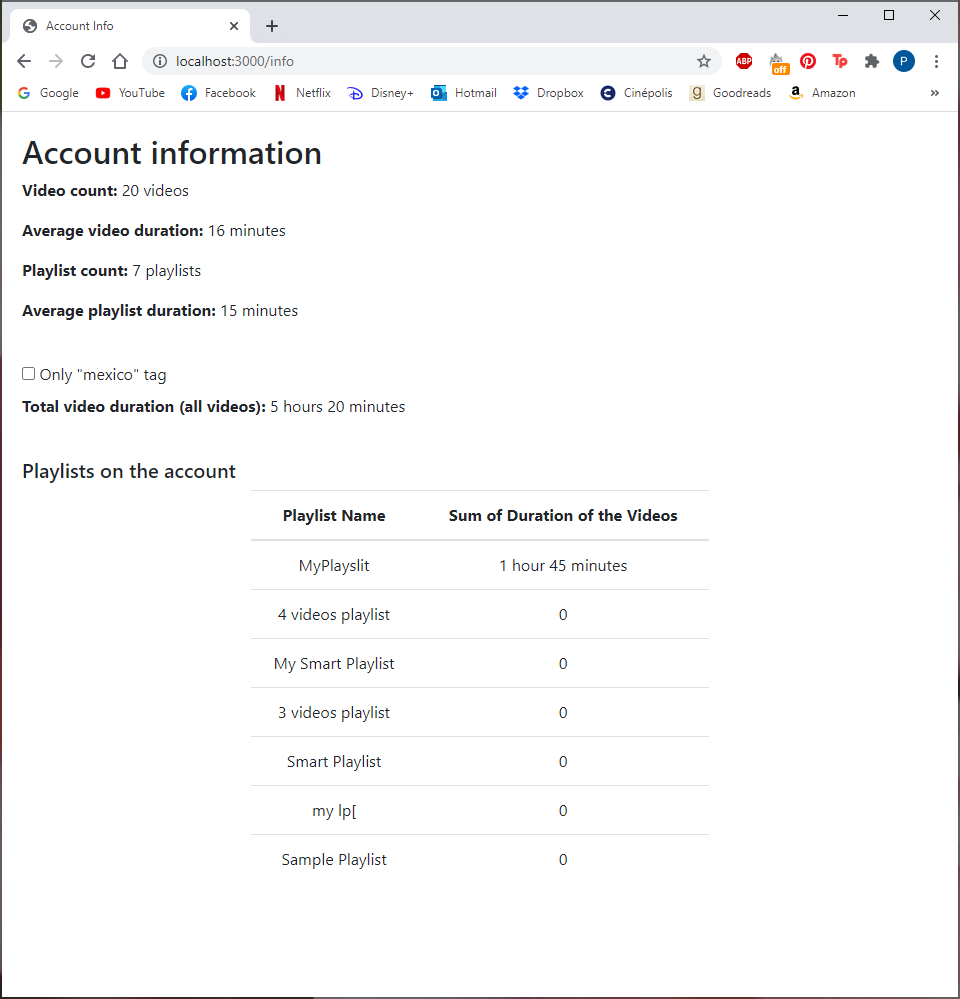 Account Info
localhost:3000/info
ABP
off
Tp
P
G Google
YouTube
Facebook
Netflix
Disney+
Hotmail
Dropbox
Cinépolis
g Goodreads
a Amazon
»
Account information
Video count: 20 videos
Average video duration: 16 minutes
Playlist count: 7 playlists
Average playlist duration: 15 minutes
Only "mexico" tag
Total video duration (all videos): 5 hours 20 minutes
Playlists on the account
Playlist Name Sum of Duration of the Videos
MyPlayslit 1 hour 45 minutes
4 videos playlist 0
My Smart Playlist 0
3 videos playlist 0
Smart Playlist 0
my lp[ 0
Sample Playlist 0